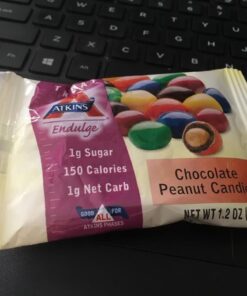 ATKINS
Endulge
1g Sugar
150 Calories
1g Net Carb
GOOD FOR
ALL
ATKINS PHASES
Chocolate
Peanut Candie
NET WT 1.2 OZ